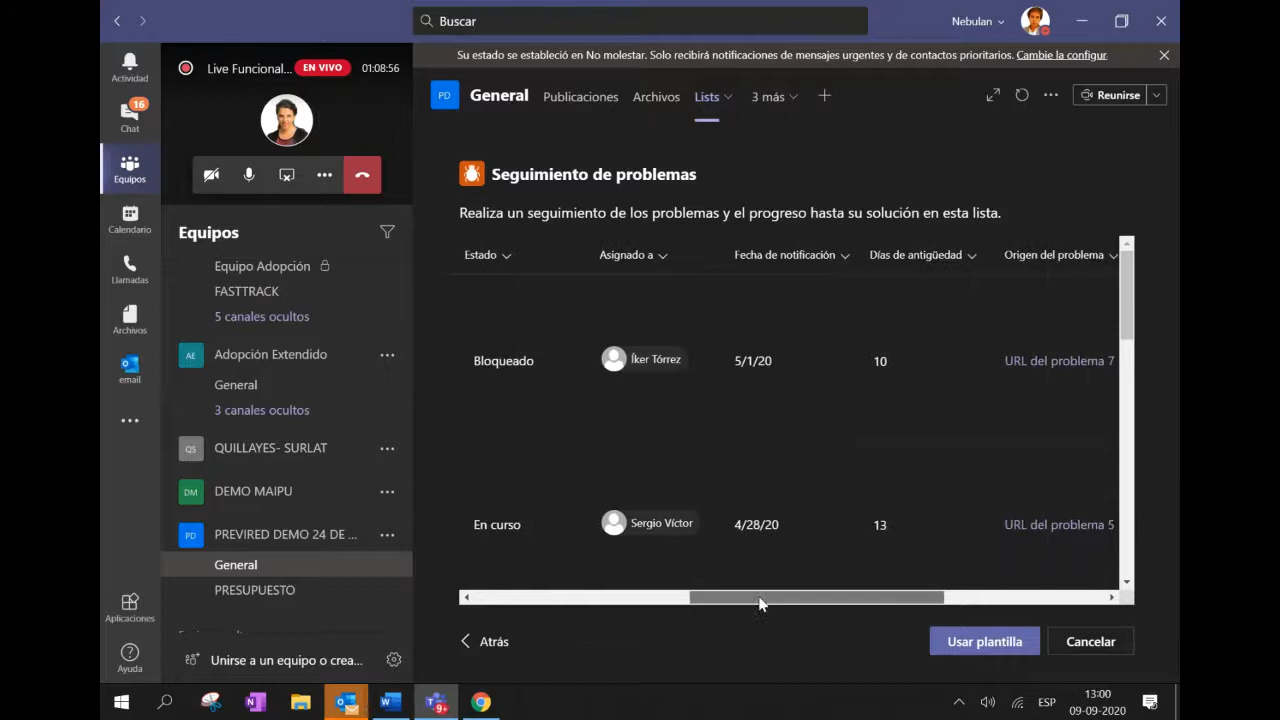 Buscar
Nebulan
Su estado se estableció en No molestar. Solo recibirá notificaciones de mensajes urgentes y de contactos prioritarios. Cambie la configur
Actividad
16
Chat
Equipos
Calendario
Llamadas
Archivos
email
Aplicaciones
Ayuda
Live Funcional...
EN VIVO
01:08:56
Equipos
Equipo Adopción
FASTTRACK
5 canales ocultos
AE
Adopción Extendido
General
3 canales ocultos
QS
QUILLAYES- SURLAT
DM
DEMO MAIPU
PD
PREVIRED DEMO 24 DE ...
General
PRESUPUESTO
Unirse a un equipo o crea...
PD
General
Publicaciones
Archivos
Lists
3 más
Reunirse
Seguimiento de problemas
Realiza un seguimiento de los problemas y el progreso hasta su solución en esta lista.
Estado
Asignado a
Fecha de notificación
Días de antigüedad
Origen del problema
Bloqueado
Íker Tórrez
5/1/20
10
URL del problema 7
En curso
Sergio Víctor
4/28/20
13
URL del problema 5
Atrás
Usar plantilla
Cancelar
9+
ESP
13:00
09-09-2020